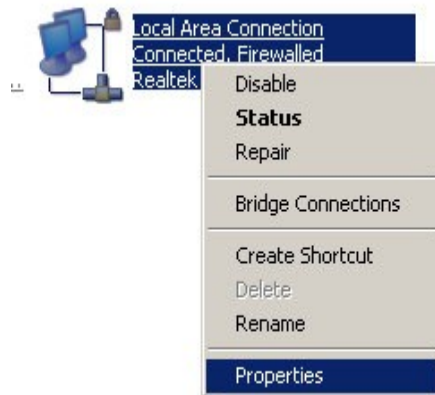 Local Area Connection
Connected, Firewalled
Realtek
Disable
Status
Repair
Bridge Connections
Create Shortcut
Delete
Rename
Properties